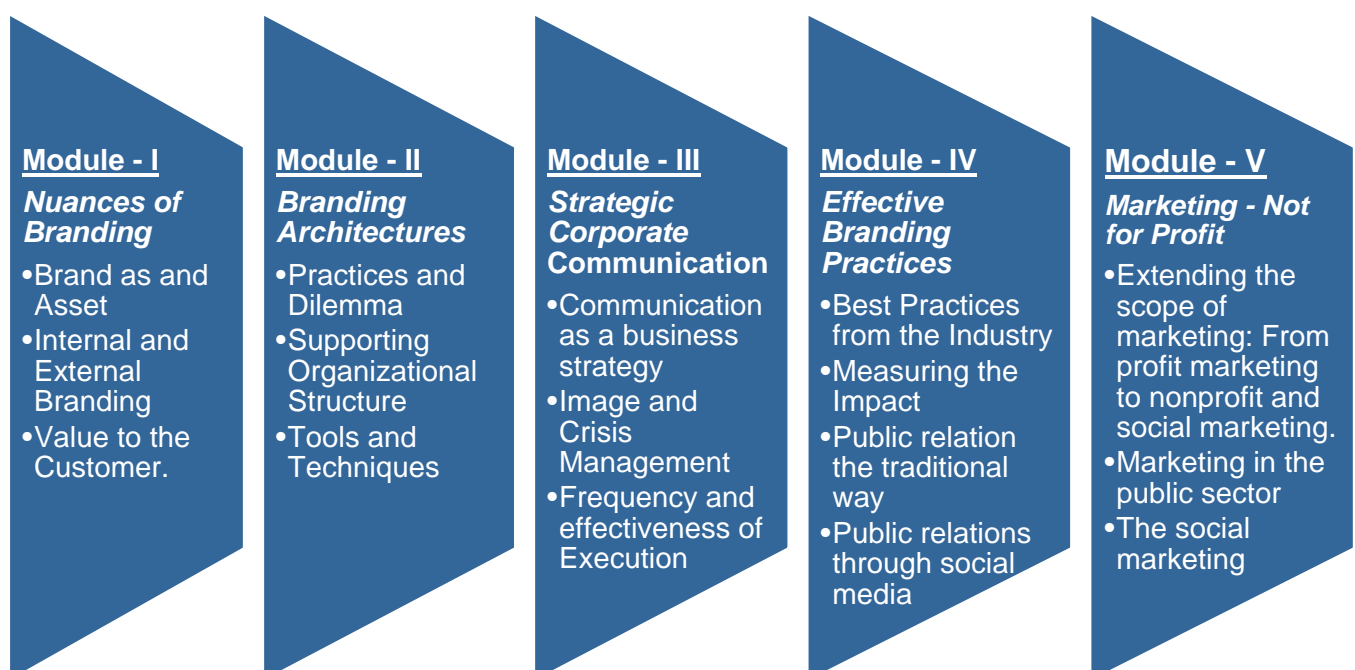 Module - I
Nuances of
Branding
•Brand as and
Asset
•Internal and
External
Branding
•Value to the
Customer.
Module - II
Branding
Architectures
•Practices and
Dilemma
•Supporting
Organizational
Structure
•Tools and
Techniques
Module - III
Strategic
Corporate
Communication
•Communication
as a business
strategy
•Image and
Crisis
Management
•Frequency and
effectiveness of
Execution
Module - IV
Effective
Branding
Practices
•Best Practices
from the Industry
•Measuring the
Impact
•Public relation
the traditional
way
•Public relations
through social
media
Module - V
Marketing - Not
for Profit
•Extending the
scope of
marketing: From
profit marketing
to nonprofit and
social marketing.
•Marketing in the
public sector
•The social
marketing